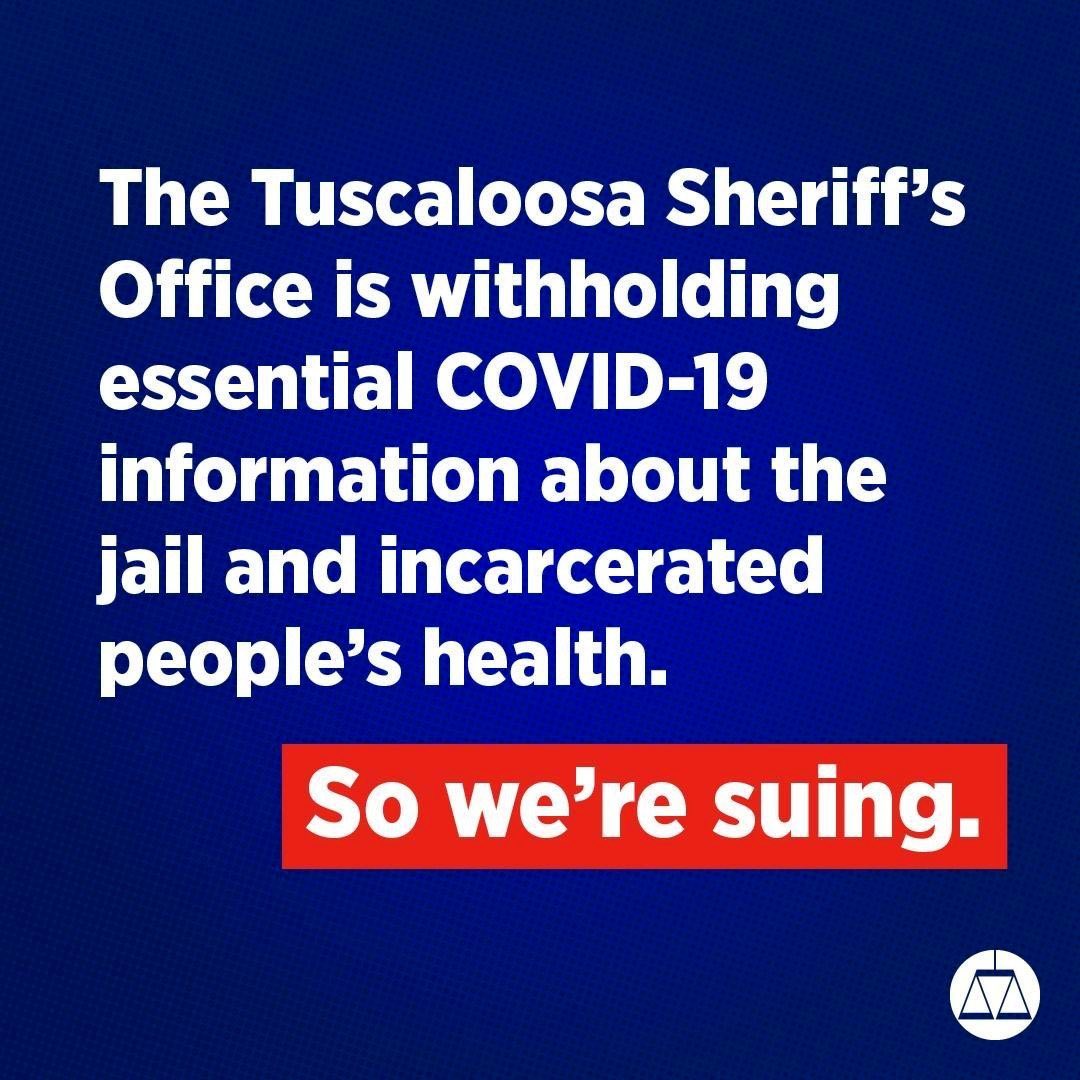 The Tuscaloosa Sheriff’s
Office is withholding
essential COVID-19
information about the
jail and incarcerated
people’s health.
So we’re suing.